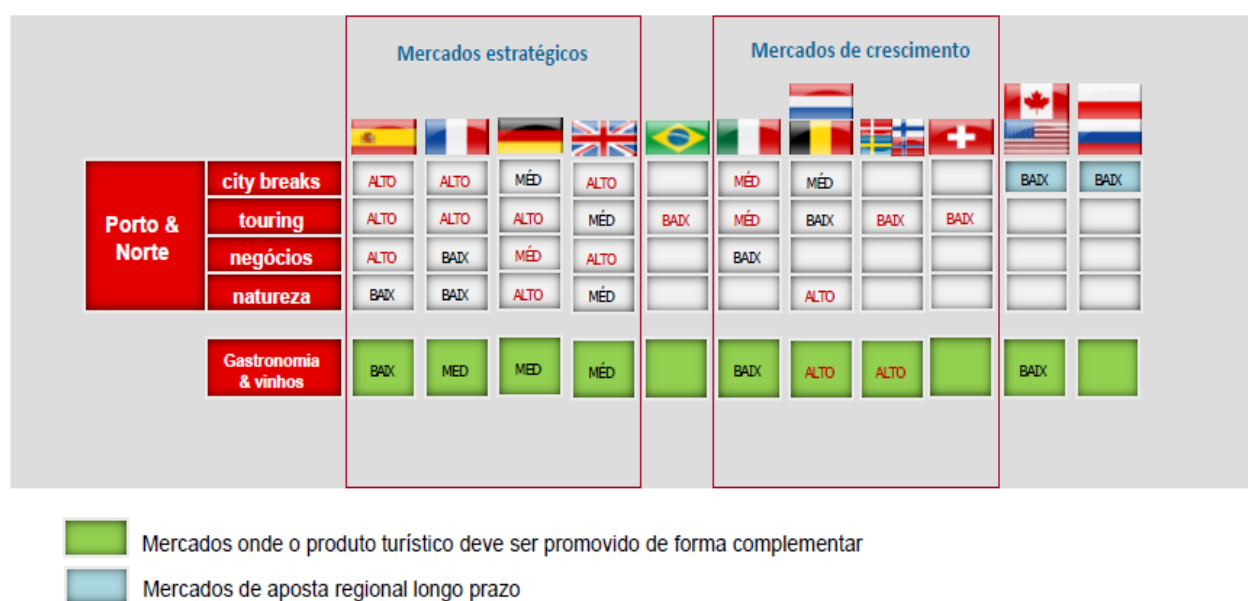 Mercados estratégicos Mercados de crescimento
Porto &
Norte
city breaks ALTO ALTO MÉD ALTO MÉD MÉD BAIX BAIX
touring ALTO ALTO ALTO MÉD BAIX MÉD BAIX BAIX BAIX
negócios ALTO BAIX MÉD ALTO BAIX
natureza BAIX BAIX ALTO MÉD ALTO
Gastronomia
& vinhos
BAIX MED MED MÉD BAIX ALTO ALTO BAIX
Mercados onde o produto turístico deve ser promovido de forma complementar
Mercados de aposta regional longo prazo